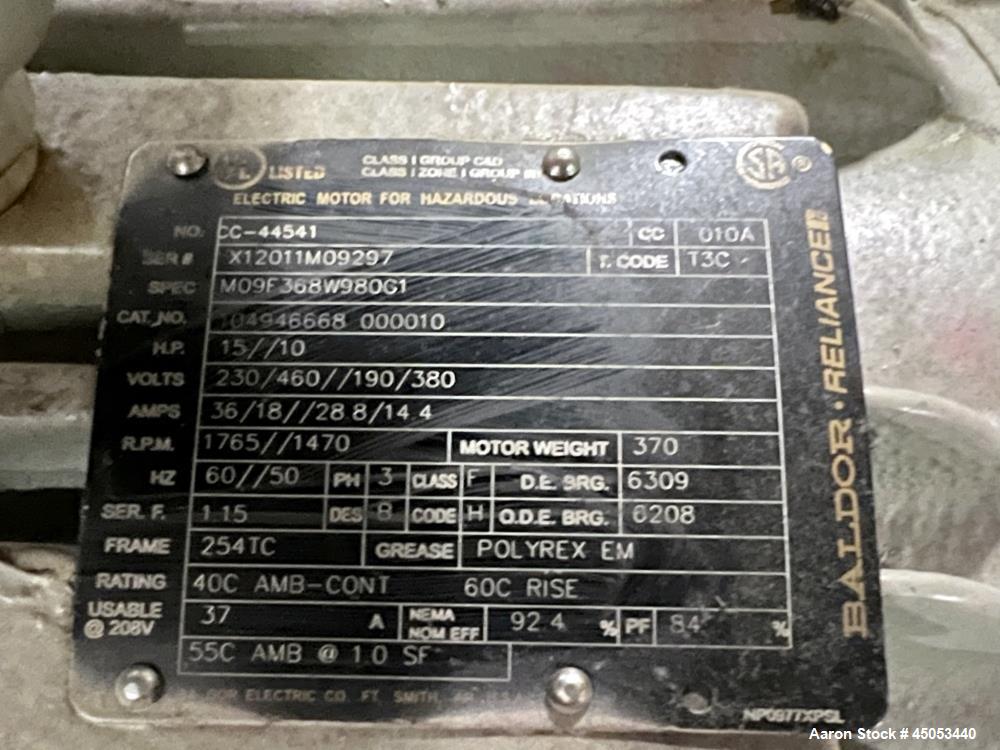 LISTED
CLASS I GROUP C&D
CLASS I ZONE I GROUP
ELECTRIC MOTOR FOR HAZARDOUS LOCATIONS
NO. CC-44541 CC 010A
SER # X12011M09297 T. CODE T3C
SPEC M09F368W980G1
CAT. NO. 104946668 000010
H.P. 15//10
VOLTS 230/460//190/380
AMPS 36/18//28.8/14.4
R.P.M. 1765//1470 MOTOR WEIGHT 370
HZ 60//50 PH 3 CLASS F D.E. BRG. 6309
SER. F. 1.15 DES B CODE H O.D.E. BRG. 6208
FRAME 254TC GREASE POLYREX EM
RATING 40C AMB-CONT 60C RISE
USABLE @ 208V 37 A NEMA NOM EFF 92.4 % PF 84 %
55C AMB @ 1.0 SF
ELECTRIC CO. FT. SMITH,
NP0977XPSL
BALDOR · RELIANCE
Aaron Stock # 45053440